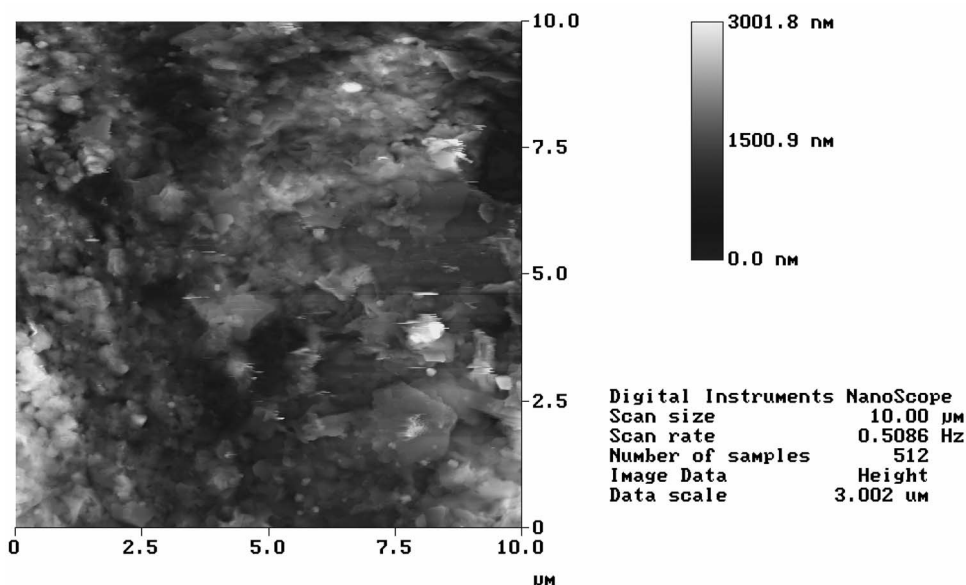 10.0
7.5
5.0
2.5
0
0 2.5 5.0 7.5 10.0
μM
3001.8 nM
1500.9 nM
0.0 nM
Digital Instruments NanoScope
Scan size 10.00 μm
Scan rate 0.5086 Hz
Number of samples 512
Image Data Height
Data scale 3.002 uM